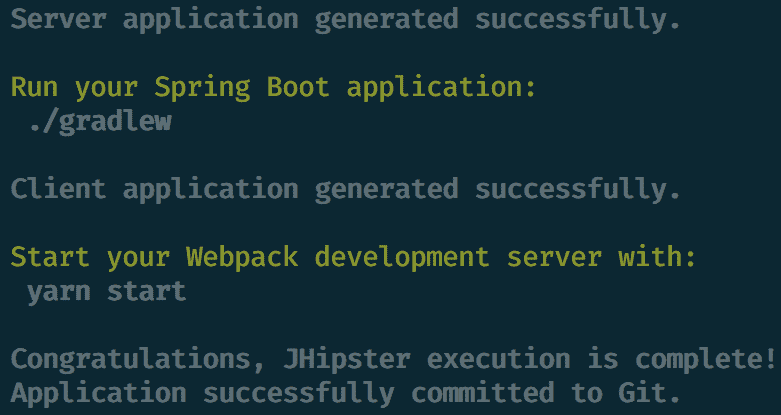 Server application generated successfully.
Run your Spring Boot application:
./gradlew
Client application generated successfully.
Start your Webpack development server with:
yarn start
Congratulations, JHipster execution is complete!
Application successfully committed to Git.